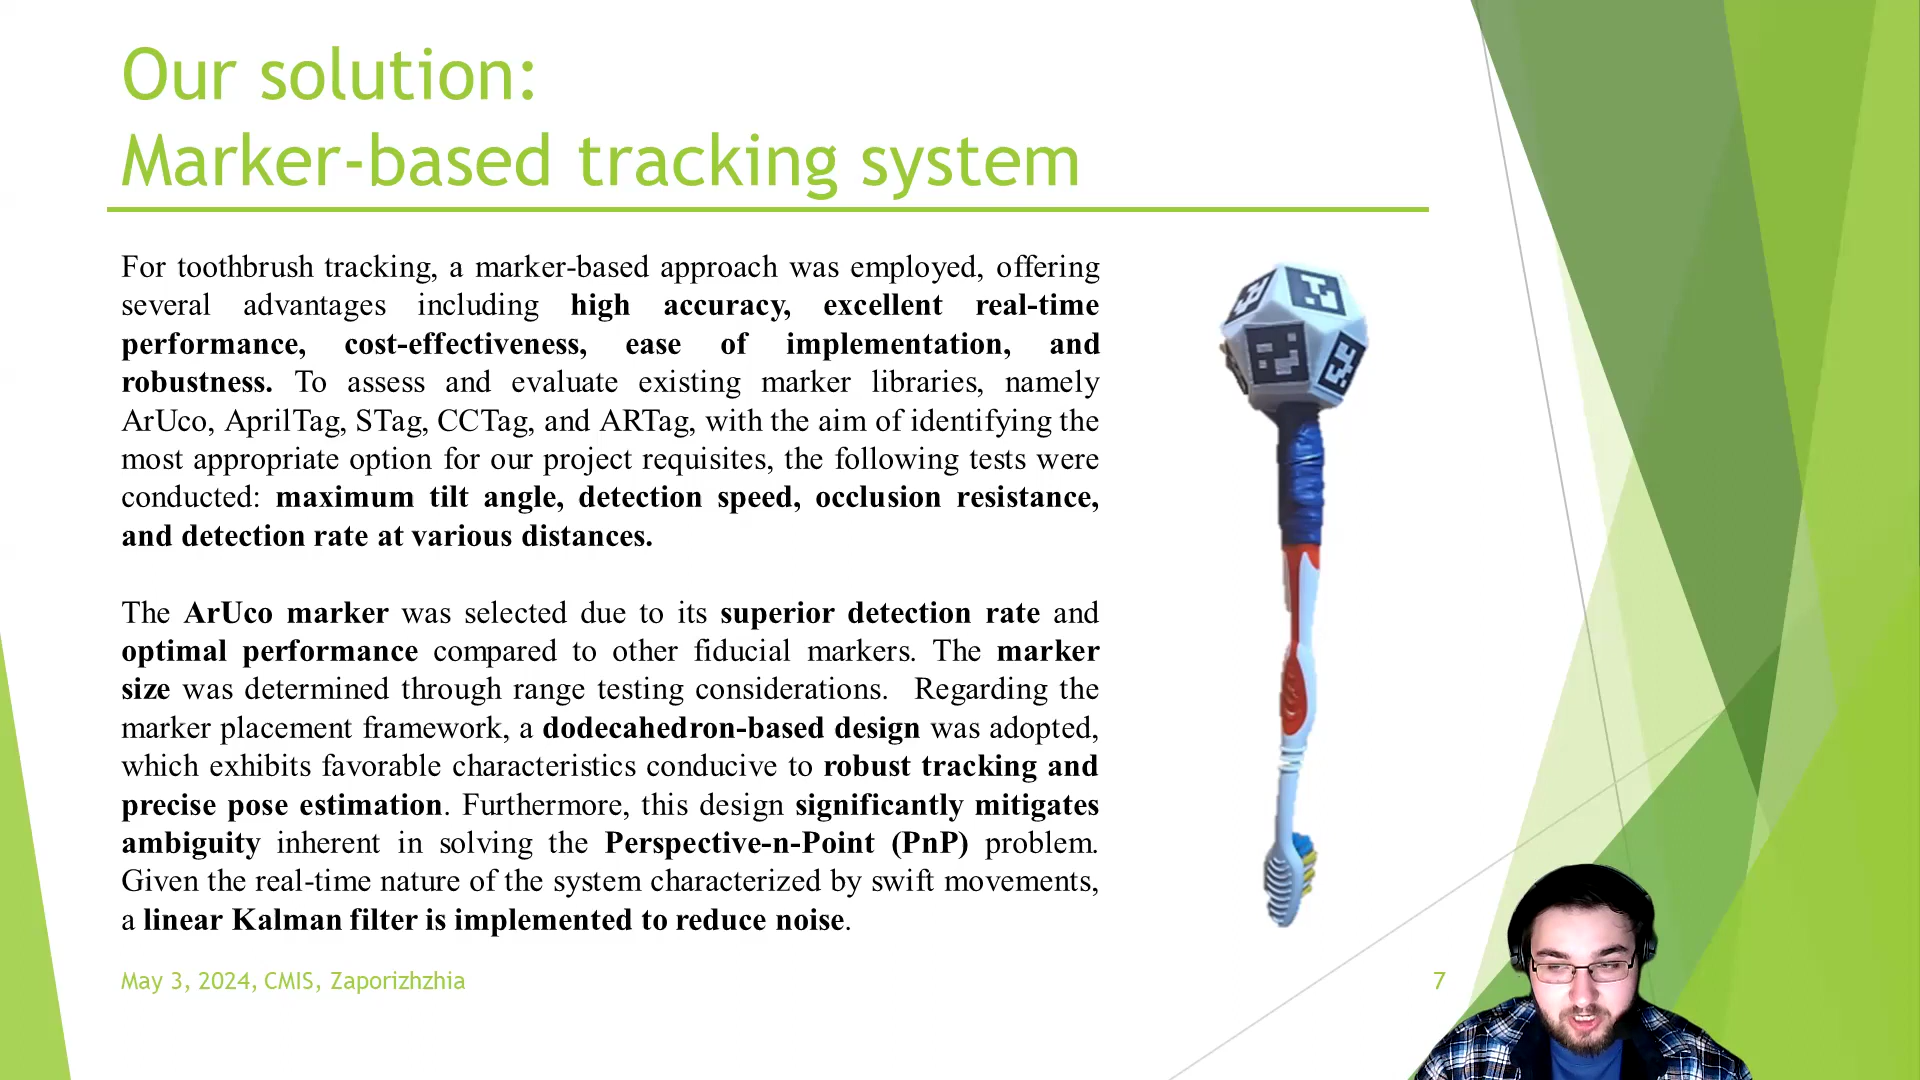 Our solution:
Marker-based tracking system
For toothbrush tracking, a marker-based approach was employed, offering
several advantages including high accuracy, excellent real-time
performance, cost-effectiveness, ease of implementation, and
robustness. To assess and evaluate existing marker libraries, namely
ArUco, AprilTag, STag, CCTag, and ARTag, with the aim of identifying the
most appropriate option for our project requisites, the following tests were
conducted: maximum tilt angle, detection speed, occlusion resistance,
and detection rate at various distances.
The ArUco marker was selected due to its superior detection rate and
optimal performance compared to other fiducial markers. The marker
size was determined through range testing considerations. Regarding the
marker placement framework, a dodecahedron-based design was adopted,
which exhibits favorable characteristics conducive to robust tracking and
precise pose estimation. Furthermore, this design significantly mitigates
ambiguity inherent in solving the Perspective-n-Point (PnP) problem.
Given the real-time nature of the system characterized by swift movements,
a linear Kalman filter is implemented to reduce noise.
May 3, 2024, CMIS, Zaporizhzhia
7